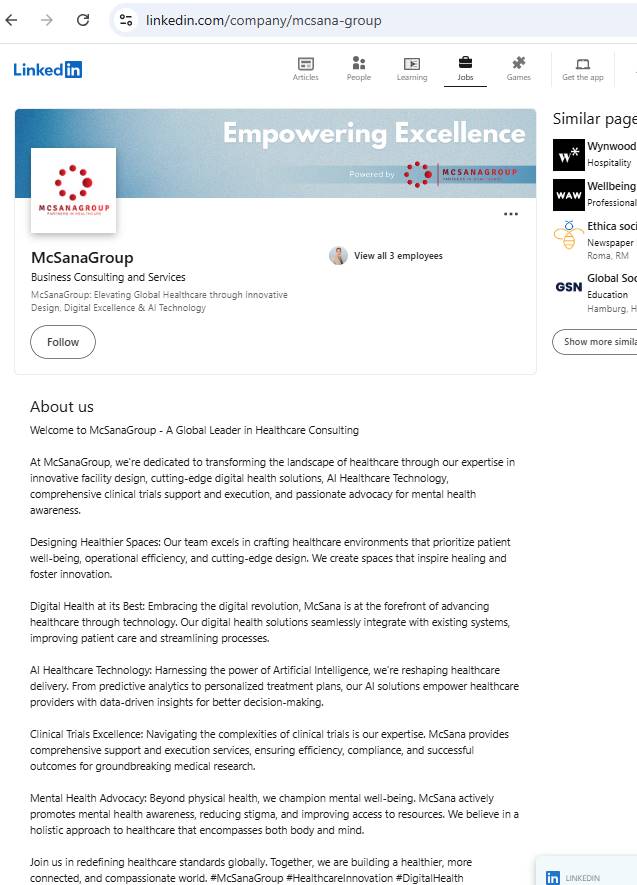 linkedin.com/company/mcsana-group
Linked in
Articles
People
Learning
Jobs
Games
Get the app
Empowering Excellence
Powered by
MCSANAGROUP
PARTNERS IN HEALTHCARE
MCSANAGROUP
PARTNERS IN HEALTHCARE
McSanaGroup
Business Consulting and Services
McSanaGroup: Elevating Global Healthcare through Innovative
Design, Digital Excellence & AI Technology
View all 3 employees
Follow
About us
Welcome to McSanaGroup - A Global Leader in Healthcare Consulting
At McSanaGroup, we're dedicated to transforming the landscape of healthcare through our expertise in
innovative facility design, cutting-edge digital health solutions, AI Healthcare Technology,
comprehensive clinical trials support and execution, and passionate advocacy for mental health
awareness.
Designing Healthier Spaces: Our team excels in crafting healthcare environments that prioritize patient
well-being, operational efficiency, and cutting-edge design. We create spaces that inspire healing and
foster innovation.
Digital Health at its Best: Embracing the digital revolution, McSana is at the forefront of advancing
healthcare through technology. Our digital health solutions seamlessly integrate with existing systems,
improving patient care and streamlining processes.
AI Healthcare Technology: Harnessing the power of Artificial Intelligence, we're reshaping healthcare
delivery. From predictive analytics to personalized treatment plans, our AI solutions empower healthcare
providers with data-driven insights for better decision-making.
Clinical Trials Excellence: Navigating the complexities of clinical trials is our expertise. McSana provides
comprehensive support and execution services, ensuring efficiency, compliance, and successful
outcomes for groundbreaking medical research.
Mental Health Advocacy: Beyond physical health, we champion mental well-being. McSana actively
promotes mental health awareness, reducing stigma, and improving access to resources. We believe in a
holistic approach to healthcare that encompasses both body and mind.
Join us in redefining healthcare standards globally. Together, we are building a healthier, more
connected, and compassionate world. #McSanaGroup #HealthcareInnovation #DigitalHealth
Similar page
w*
Wynwood
Hospitality
WAW
Wellbeing
Professional
Ethica soci
Newspaper
Roma, RM
GSN
Global Soc
Education
Hamburg, H
Show more simila
in LINKEDIN